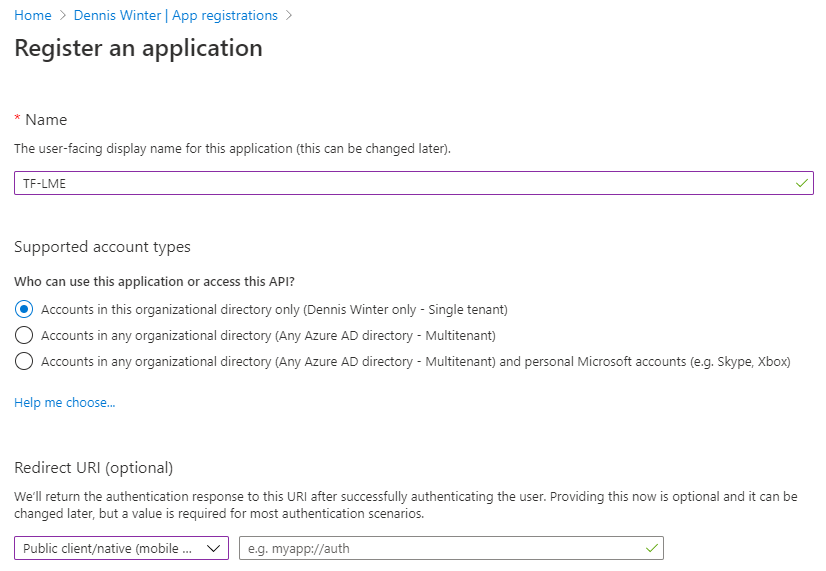 Home > Dennis Winter | App registrations >
Register an application
* Name
The user-facing display name for this application (this can be changed later).
TF-LME
Supported account types
Who can use this application or access this API?
Accounts in this organizational directory only (Dennis Winter only - Single tenant)
Accounts in any organizational directory (Any Azure AD directory - Multitenant)
Accounts in any organizational directory (Any Azure AD directory - Multitenant) and personal Microsoft accounts (e.g. Skype, Xbox)
Help me choose...
Redirect URI (optional)
We'll return the authentication response to this URI after successfully authenticating the user. Providing this now is optional and it can be
changed later, but a value is required for most authentication scenarios.
Public client/native (mobile ... e.g. myapp://auth